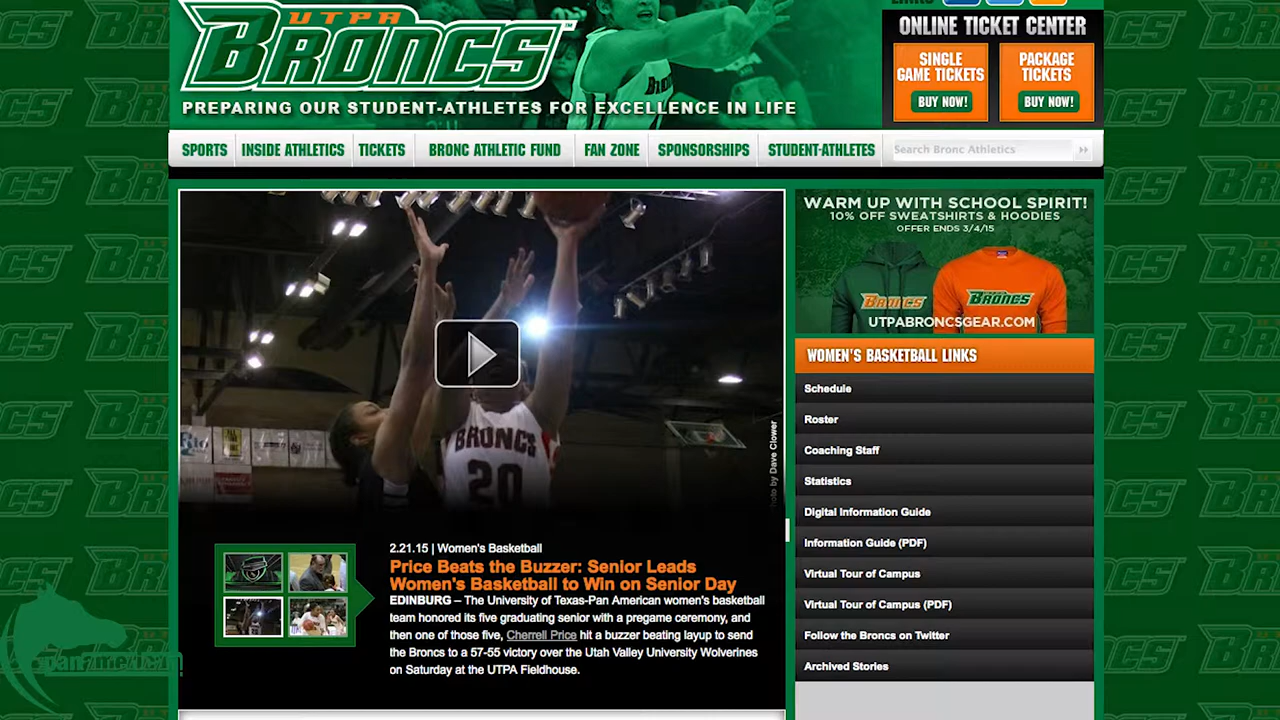 UTPA
BRONCS
PREPARING OUR STUDENT-ATHLETES FOR EXCELLENCE IN LIFE
ONLINE TICKET CENTER
SINGLE
GAME TICKETS
BUY NOW!
PACKAGE
TICKETS
BUY NOW!
SPORTS
INSIDE ATHLETICS
TICKETS
BRONC ATHLETIC FUND
FAN ZONE
SPONSORSHIPS
STUDENT-ATHLETES
Search Bronc Athletics
BRONCS
20
Photo by Dave Clower
2.21.15 | Women's Basketball
Price Beats the Buzzer: Senior Leads
Women's Basketball to Win on Senior Day
EDINBURG – The University of Texas-Pan American women's basketball
team honored its five graduating senior with a pregame ceremony, and
then one of those five, Cherrell Price hit a buzzer beating layup to send
the Broncs to a 57-55 victory over the Utah Valley University Wolverines
on Saturday at the UTPA Fieldhouse.
WARM UP WITH SCHOOL SPIRIT!
10% OFF SWEATSHIRTS & HOODIES
OFFER ENDS 3/4/15
BRONCS
BRONCS
UTPABRONCSGEAR.COM
WOMEN'S BASKETBALL LINKS
Schedule
Roster
Coaching Staff
Statistics
Digital Information Guide
Information Guide (PDF)
Virtual Tour of Campus
Virtual Tour of Campus (PDF)
Follow the Broncs on Twitter
Archived Stories